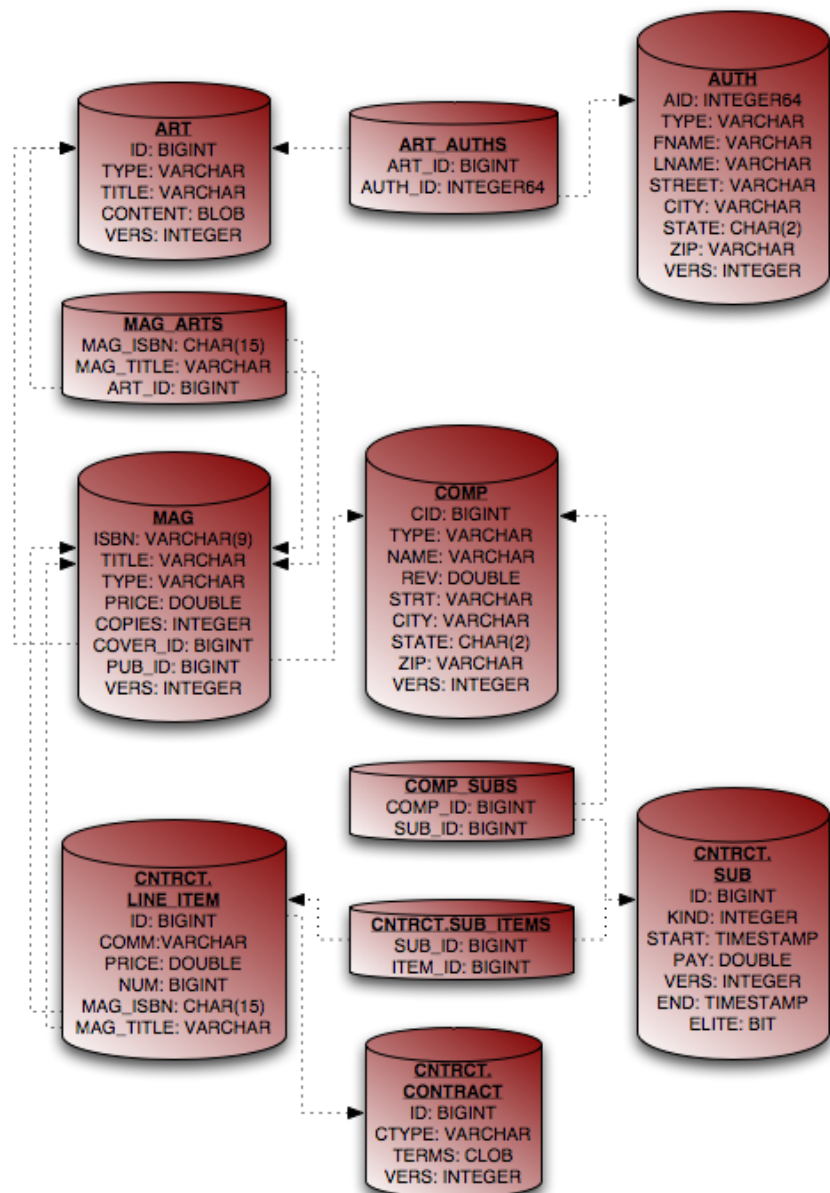 ART
ID: BIGINT
TYPE: VARCHAR
TITLE: VARCHAR
CONTENT: BLOB
VERS: INTEGER
ART_AUTHS
ART_ID: BIGINT
AUTH_ID: INTEGER64
AUTH
AID: INTEGER64
TYPE: VARCHAR
FNAME: VARCHAR
LNAME: VARCHAR
STREET: VARCHAR
CITY: VARCHAR
STATE: CHAR(2)
ZIP: VARCHAR
VERS: INTEGER
MAG_ARTS
MAG_ISBN: CHAR(15)
MAG_TITLE: VARCHAR
ART_ID: BIGINT
MAG
ISBN: VARCHAR(9)
TITLE: VARCHAR
TYPE: VARCHAR
PRICE: DOUBLE
COPIES: INTEGER
COVER_ID: BIGINT
PUB_ID: BIGINT
VERS: INTEGER
COMP
CID: BIGINT
TYPE: VARCHAR
NAME: VARCHAR
REV: DOUBLE
STRT: VARCHAR
CITY: VARCHAR
STATE: CHAR(2)
ZIP: VARCHAR
VERS: INTEGER
COMP_SUBS
COMP_ID: BIGINT
SUB_ID: BIGINT
CNTRCT.
LINE_ITEM
ID: BIGINT
COMM:VARCHAR
PRICE: DOUBLE
NUM: BIGINT
MAG_ISBN: CHAR(15)
MAG_TITLE: VARCHAR
CNTRCT.SUB_ITEMS
SUB_ID: BIGINT
ITEM_ID: BIGINT
CNTRCT.
SUB
ID: BIGINT
KIND: INTEGER
START: TIMESTAMP
PAY: DOUBLE
VERS: INTEGER
END: TIMESTAMP
ELITE: BIT
CNTRCT.
CONTRACT
ID: BIGINT
CTYPE: VARCHAR
TERMS: CLOB
VERS: INTEGER